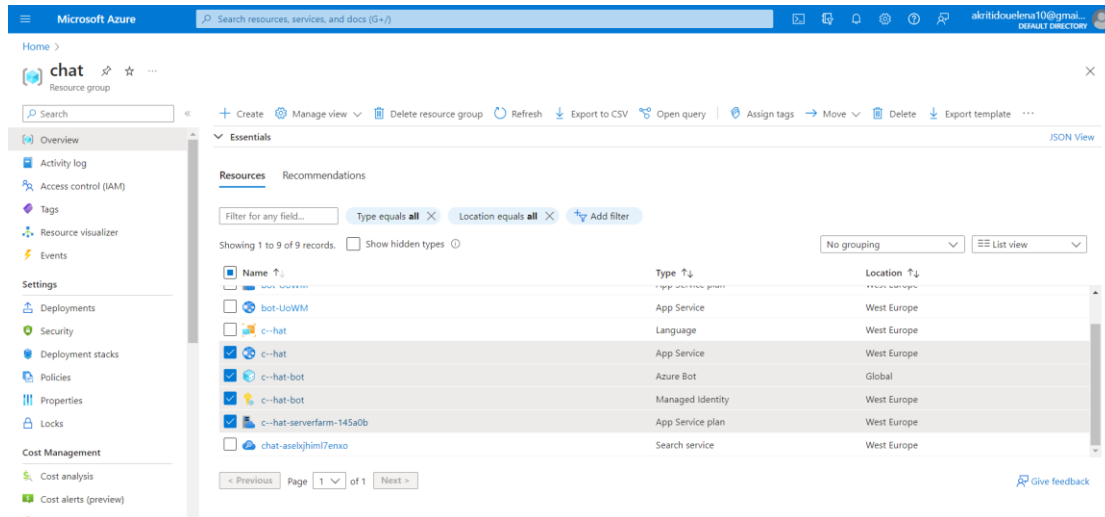 Microsoft Azure
Search resources, services, and docs (G+/)
akritidouelena10@gmai...
DEFAULT DIRECTORY
Home >
chat
Resource group
Search
Create Manage view Delete resource group Refresh Export to CSV Open query Assign tags Move Delete Export template ...
Overview
Activity log
Access control (IAM)
Tags
Resource visualizer
Events
Settings
Deployments
Security
Deployment stacks
Policies
Properties
Locks
Cost Management
Cost analysis
Cost alerts (preview)
Essentials JSON View
Resources Recommendations
Filter for any field... Type equals all Location equals all Add filter
Showing 1 to 9 of 9 records. Show hidden types No grouping List view
Name Type Location
bot-UoWM App Service plan West Europe
bot-UoWM App Service West Europe
c--hat Language West Europe
c--hat App Service West Europe
c--hat-bot Azure Bot Global
c--hat-bot Managed Identity West Europe
c--hat-serverfarm-145a0b App Service plan West Europe
chat-aselxjhiml7enxo Search service West Europe
< Previous Page 1 of 1 Next > Give feedback